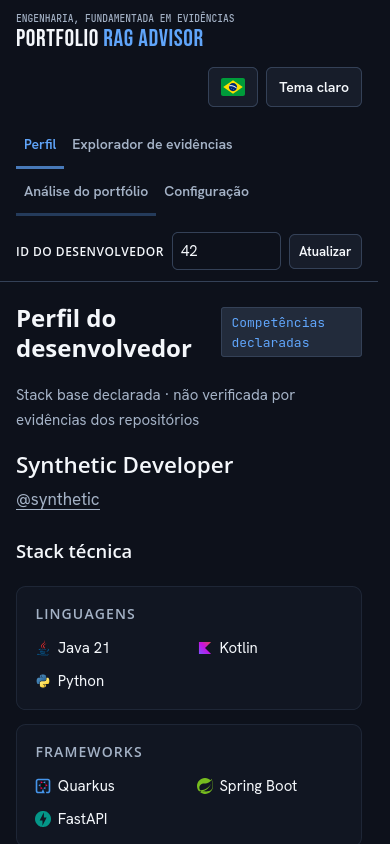 ENGENHARIA, FUNDAMENTADA EM EVIDÊNCIAS
PORTFOLIO RAG ADVISOR
Tema claro
Perfil Explorador de evidências
Análise do portfólio Configuração
ID DO DESENVOLVEDOR 42 Atualizar
Perfil do
desenvolvedor
Competências
declaradas
Stack base declarada · não verificada por
evidências dos repositórios
Synthetic Developer
@synthetic
Stack técnica
LINGUAGENS
Java 21 Kotlin
Python
FRAMEWORKS
Quarkus Spring Boot
FastAPI